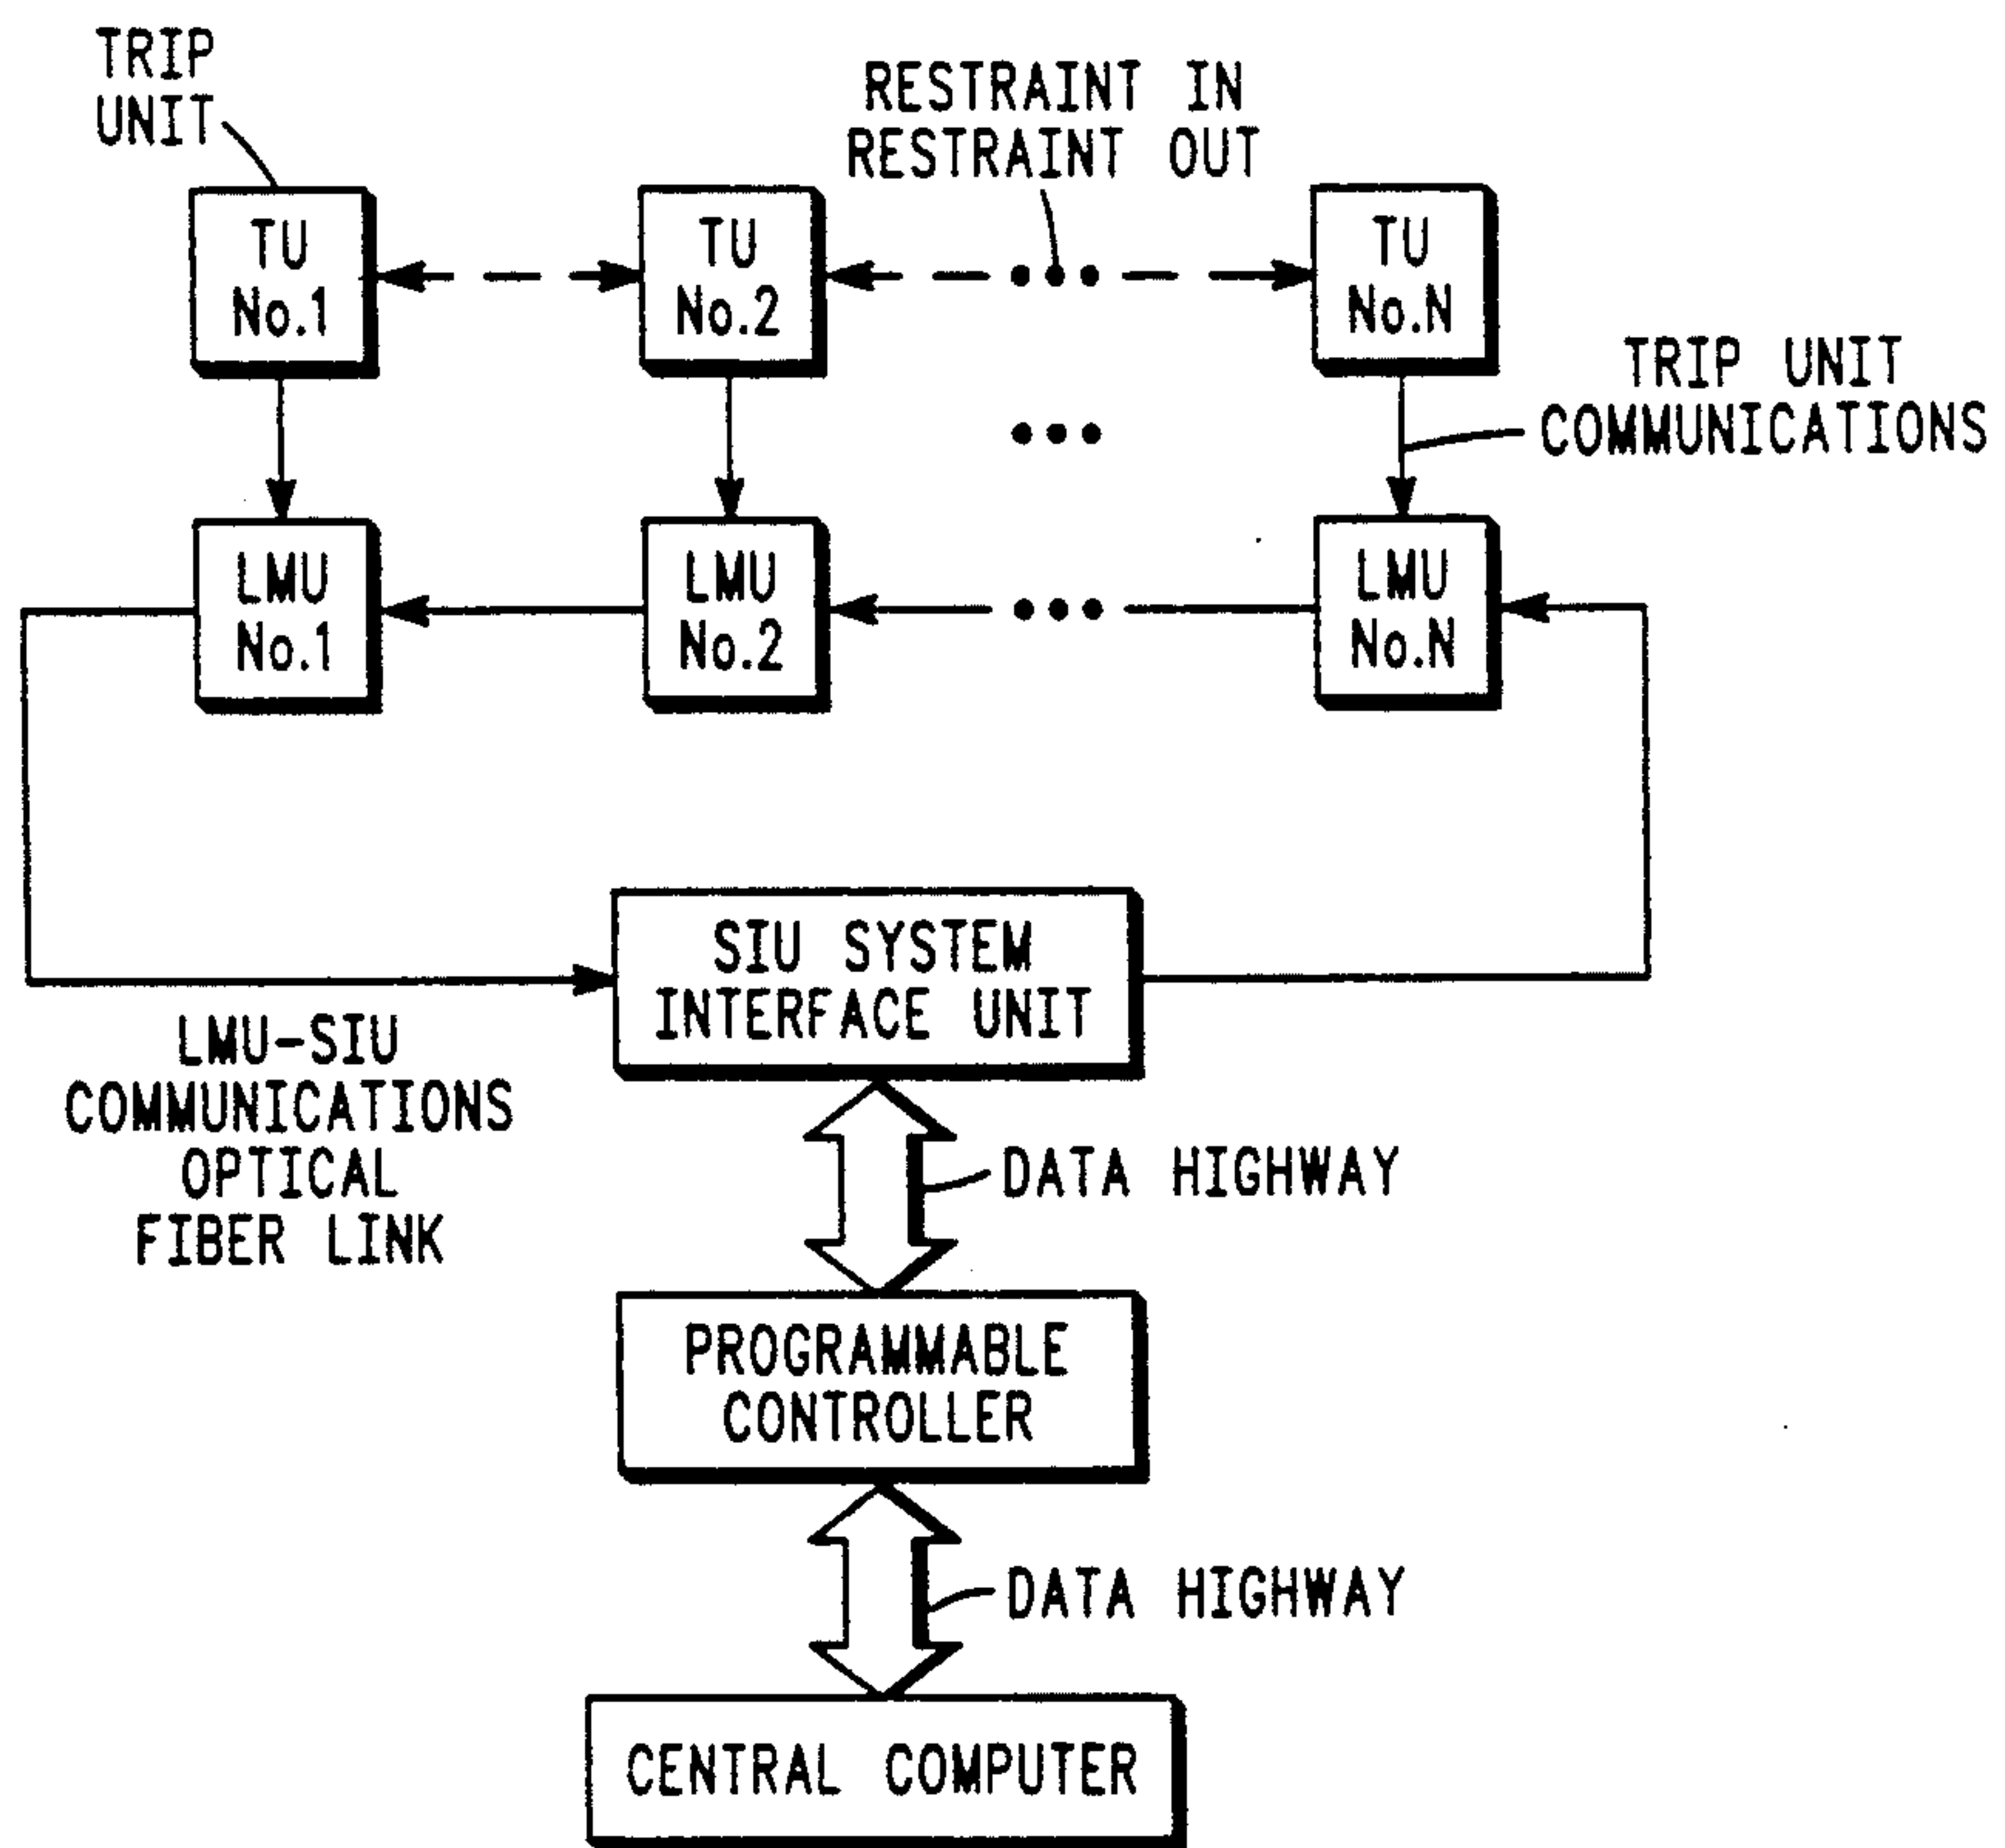 TRIP
UNIT
RESTRAINT IN
RESTRAINT OUT
TU
No.1
TU
No.2
TU
No.N
TRIP UNIT
COMMUNICATIONS
LMU
No.1
LMU
No.2
LMU
No.N
SIU SYSTEM
INTERFACE UNIT
LMU-SIU
COMMUNICATIONS
OPTICAL
FIBER LINK
DATA HIGHWAY
PROGRAMMABLE
CONTROLLER
DATA HIGHWAY
CENTRAL COMPUTER